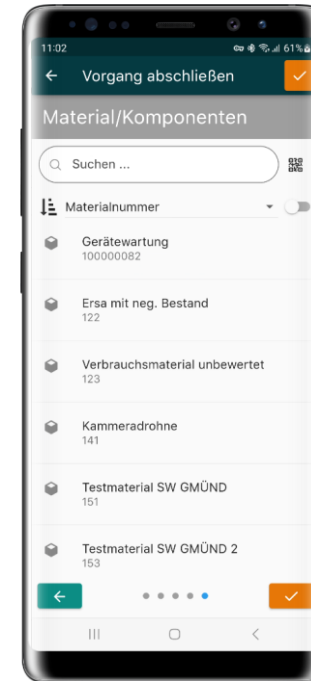 11:02 61%
Vorgang abschließen
Material/Komponenten
Suchen ...
Materialnummer
Gerätewartung
100000082
Ersa mit neg. Bestand
122
Verbrauchsmaterial unbewertet
123
Kammeradrohne
141
Testmaterial SW GMÜND
151
Testmaterial SW GMÜND 2
153